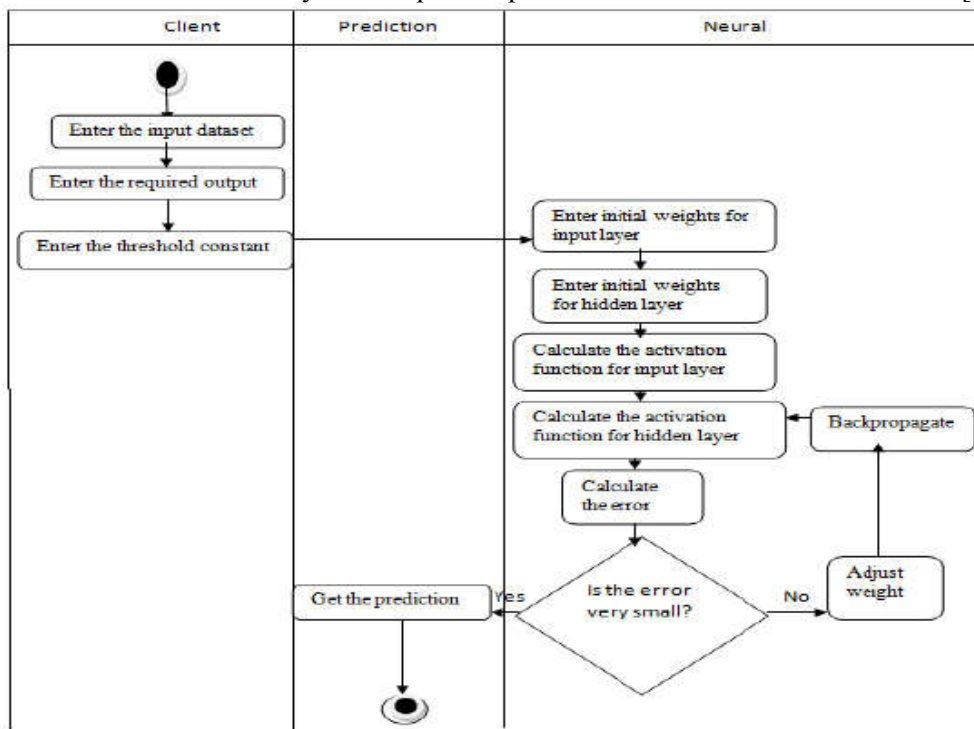 Client
Prediction
Neural
Enter the input dataset
Enter the required output
Enter the threshold constant
Enter initial weights for
input layer
Enter initial weights
for hidden layer
Calculate the activation
function for input layer
Calculate the activation
function for hidden layer
Backpropagate
Calculate
the error
Is the error
very small?
Yes
No
Adjust
weight
Get the prediction